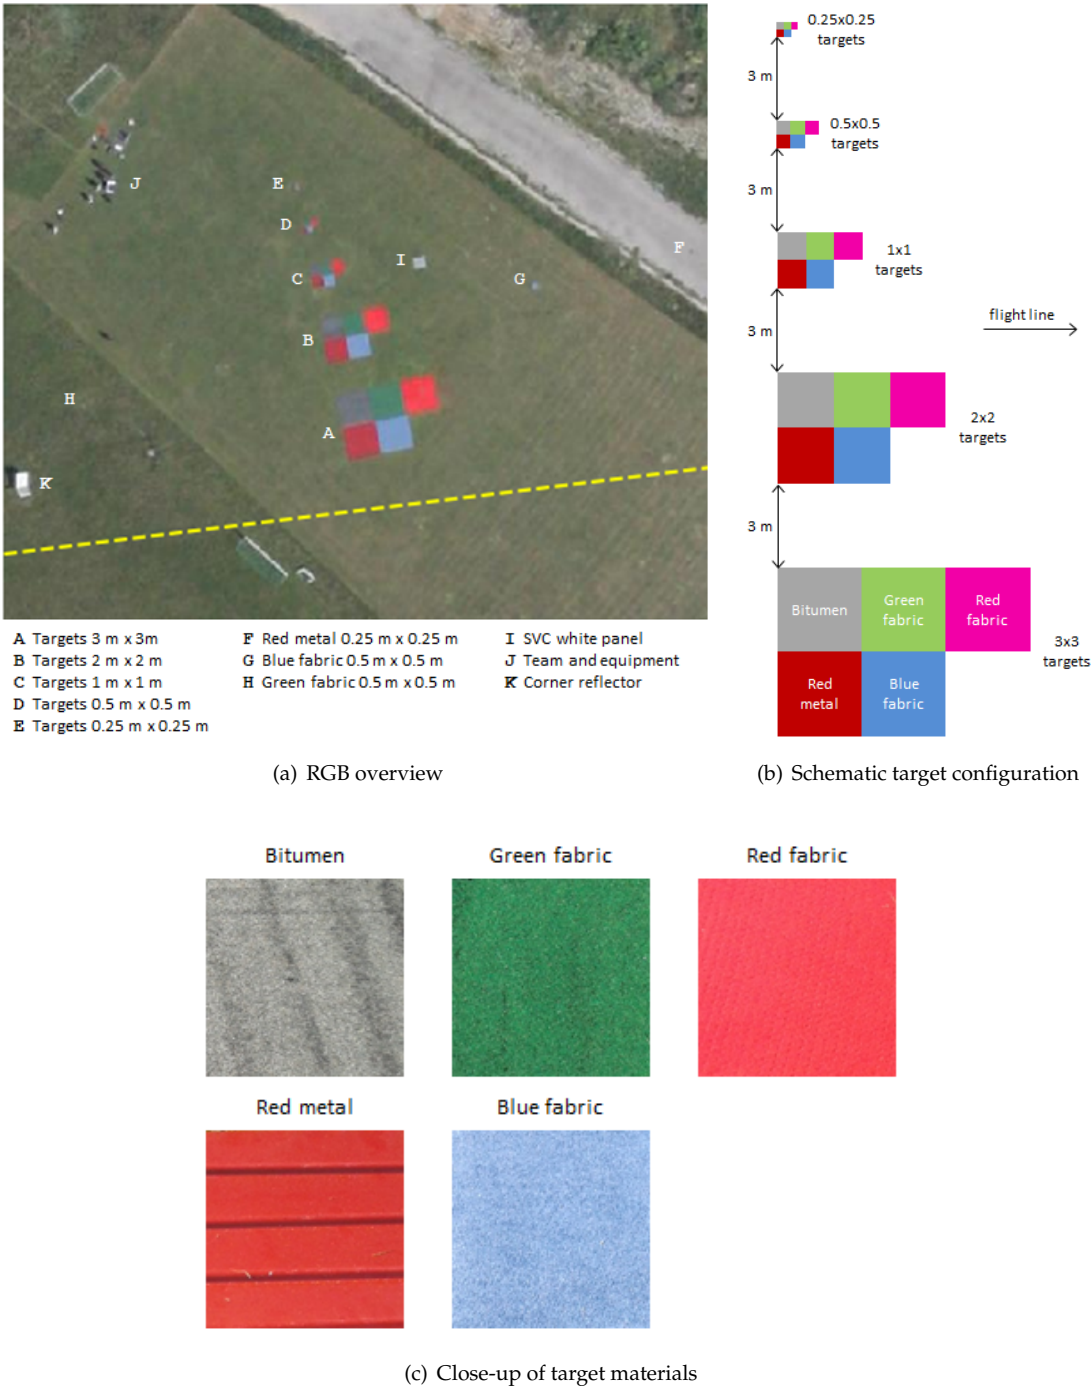 E
J
D
I
C
G
F
B
H
A
K
A Targets 3 m x 3m
B Targets 2 m x 2 m
C Targets 1 m x 1 m
D Targets 0.5 m x 0.5 m
E Targets 0.25 m x 0.25 m
F Red metal 0.25 m x 0.25 m
G Blue fabric 0.5 m x 0.5 m
H Green fabric 0.5 m x 0.5 m
I SVC white panel
J Team and equipment
K Corner reflector
(a) RGB overview
0.25x0.25
targets
3 m
0.5x0.5
targets
3 m
1x1
targets
3 m
flight line
2x2
targets
3 m
Bitumen
Green
fabric
Red
fabric
3x3
targets
Red
metal
Blue
fabric
(b) Schematic target configuration
Bitumen
Green fabric
Red fabric
Red metal
Blue fabric
(c) Close-up of target materials